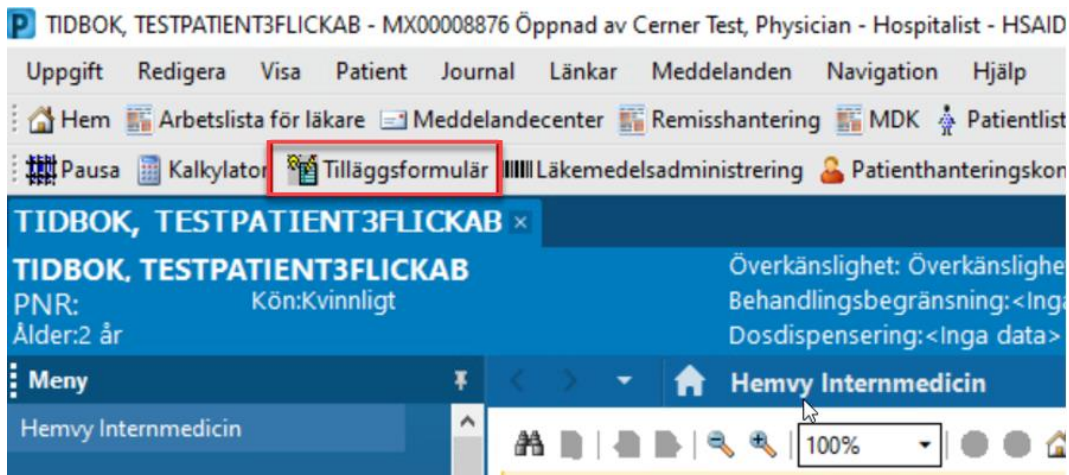 TIDBOK, TESTPATIENT3FLICKAB - MX00008876 Öppnad av Cerner Test, Physician - Hospitalist - HSAID
Uppgift Redigera Visa Patient Journal Länkar Meddelanden Navigation Hjälp
Hem Arbetslista för läkare Meddelandecenter Remisshantering MDK Patientlist
Pausa Kalkylator Tilläggsformulär Läkemedelsadministrering Patienthanteringskon
TIDBOK, TESTPATIENT3FLICKAB ×
TIDBOK, TESTPATIENT3FLICKAB Överkänslighet: Överkänslighe
PNR: Kön:Kvinnligt Behandlingsbegränsning:<Inga
Ålder:2 år Dosdispensering:<Inga data>
Meny Hemvy Internmedicin
Hemvy Internmedicin 100%